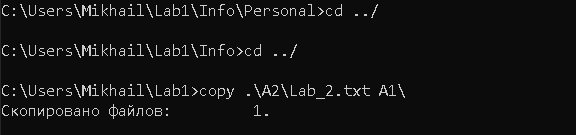 C:\Users\Mikhail\Lab1\Info\Personal>cd ../
C:\Users\Mikhail\Lab1\Info>cd ../
C:\Users\Mikhail\Lab1>copy .\A2\Lab_2.txt A1\
Скопировано файлов:         1.